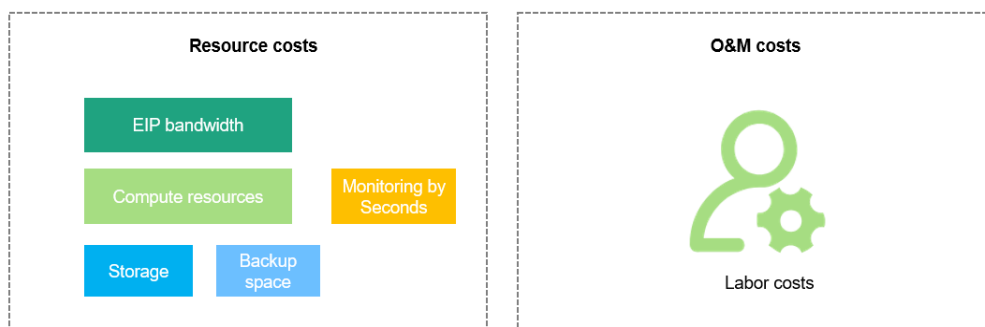 Resource costs
EIP bandwidth
Compute resources
Monitoring by
Seconds
Storage
Backup
space
O&M costs
Labor costs